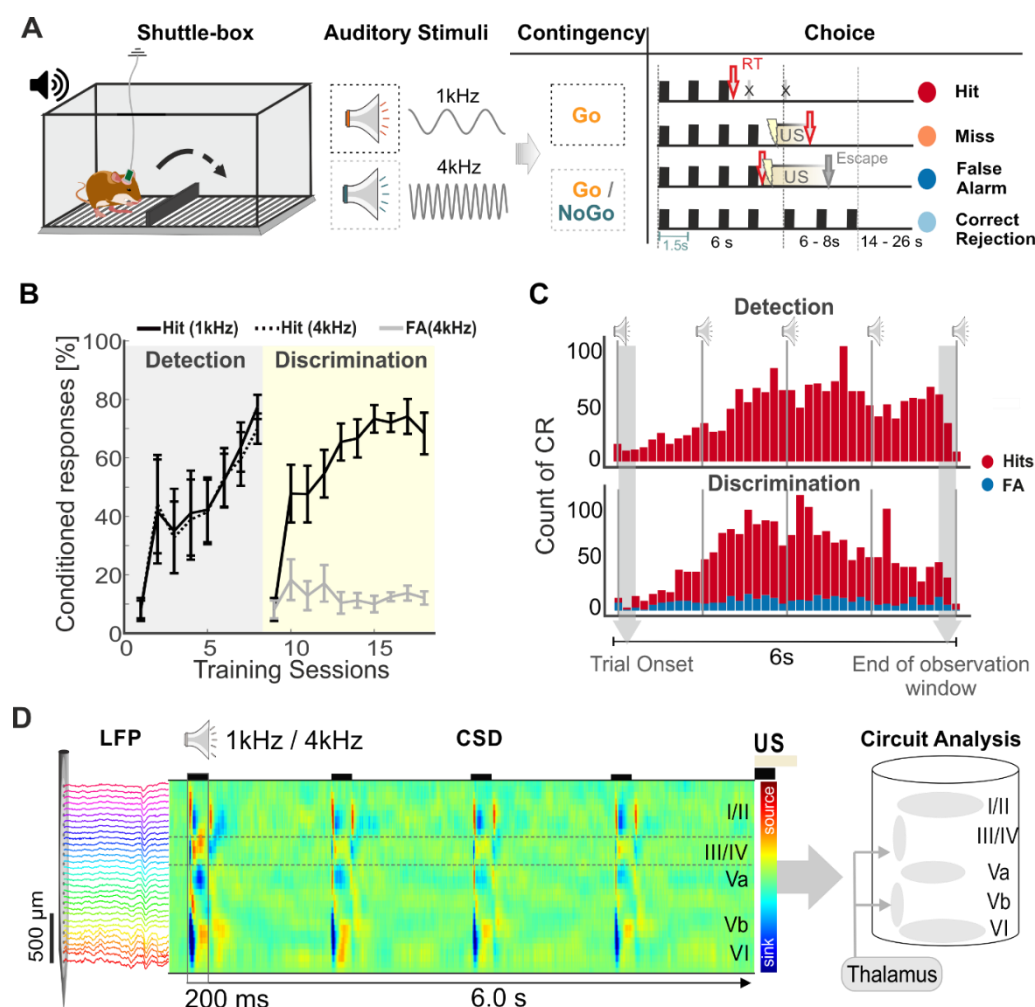 A
Shuttle-box
Auditory Stimuli
Contingency
Choice
1kHz
4kHz
Go
Go /
NoGo
RT
x x
Hit
US
Miss
Escape
US
False
Alarm
Correct
Rejection
1.5s
6 s
6 - 8s
14 - 26 s
B
Hit (1kHz)
Hit (4kHz)
FA(4kHz)
Conditioned responses [%]
100
80
60
40
20
0
Detection
Discrimination
0
5
10
15
Training Sessions
C
Detection
100
50
0
Count of CR
Hits
FA
Discrimination
100
50
0
Trial Onset
6s
End of observation
window
D
LFP
1kHz / 4kHz
CSD
US
Circuit Analysis
500 µm
I/II
III/IV
Va
Vb
VI
source
sink
200 ms
6.0 s
I/II
III/IV
Va
Vb
VI
Thalamus